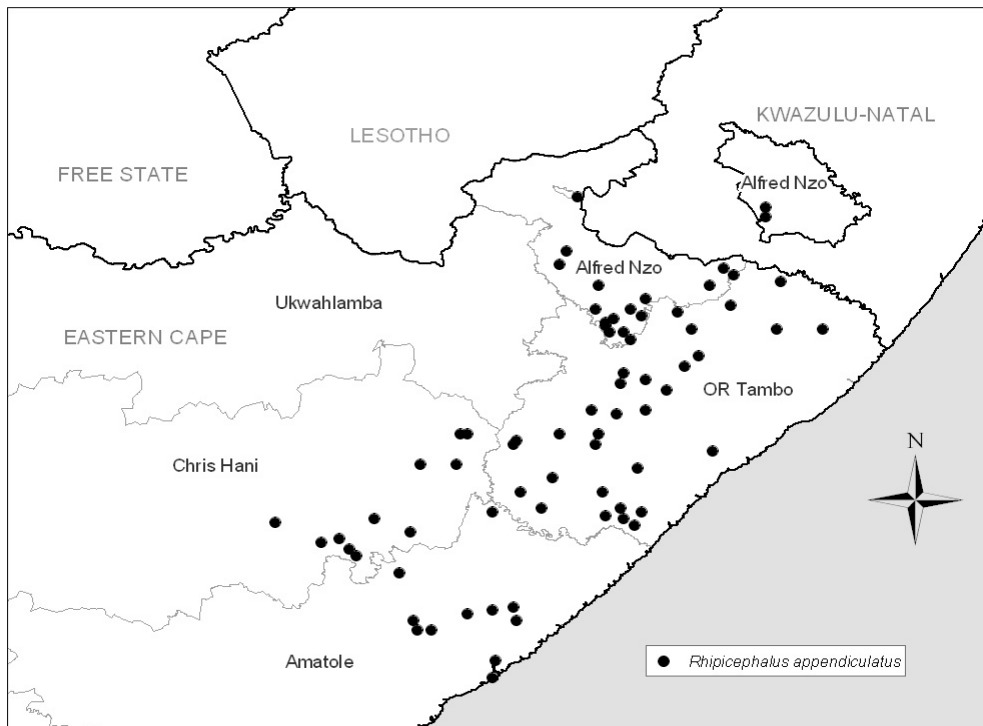 KWAZULU-NATAL
LESOTHO
FREE STATE
Alfred Nzo
Alfred Nzo
Ukwahlamba
EASTERN CAPE
OR Tambo
Chris Hani
N
Amatole
Rhipicephalus appendiculatus